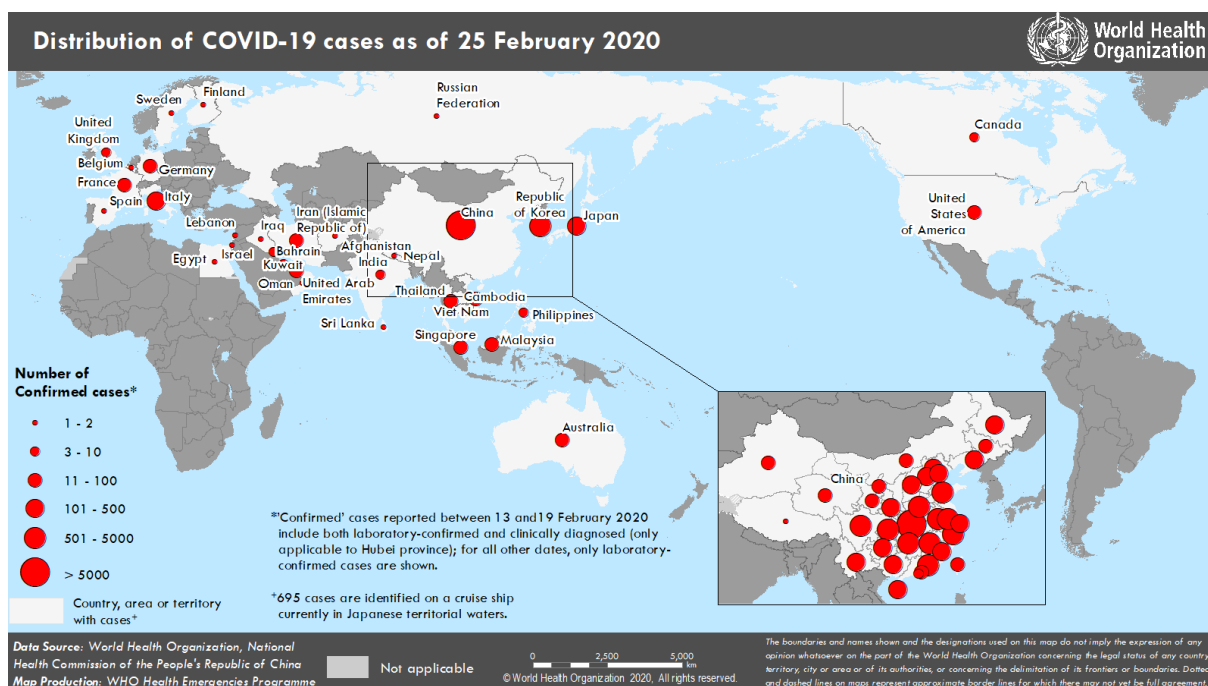 Distribution of COVID-19 cases as of 25 February 2020
World Health
Organization
Finland
Sweden
Russian
Federation
United
Kingdom
Canada
Belgium
Germany
France
Italy
Spain
Republic
of Korea
China
Japan
United
States
of America
Lebanon
Iraq
Iran (Islamic
Republic of)
Afghanistan
Israel
Bahrain
Nepal
Egypt
Kuwait
India
Oman
United Arab
Emirates
Thailand
Cambodia
Viet Nam
Philippines
Sri Lanka
Singapore
Malaysia
Australia
China
Number of
Confirmed cases*
1 - 2
3 - 10
11 - 100
101 - 500
501 - 5000
> 5000
Country, area or territory
with cases+
*'Confirmed' cases reported between 13 and19 February 2020
include both laboratory-confirmed and clinically diagnosed (only
applicable to Hubei province); for all other dates, only laboratory-
confirmed cases are shown.
+695 cases are identified on a cruise ship
currently in Japanese territorial waters.
Data Source: World Health Organization, National
Health Commission of the People's Republic of China
Map Production: WHO Health Emergencies Programme
Not applicable
0 2,500 5,000
km
© World Health Organization 2020, All rights reserved.
The boundaries and names shown and the designations used on this map do not imply the expression of any
opinion whatsoever on the part of the World Health Organization concerning the legal status of any country,
territory, city or area or of its authorities, or concerning the delimitation of its frontiers or boundaries. Dotted
and dashed lines on maps represent approximate border lines for which there may not yet be full agreement.